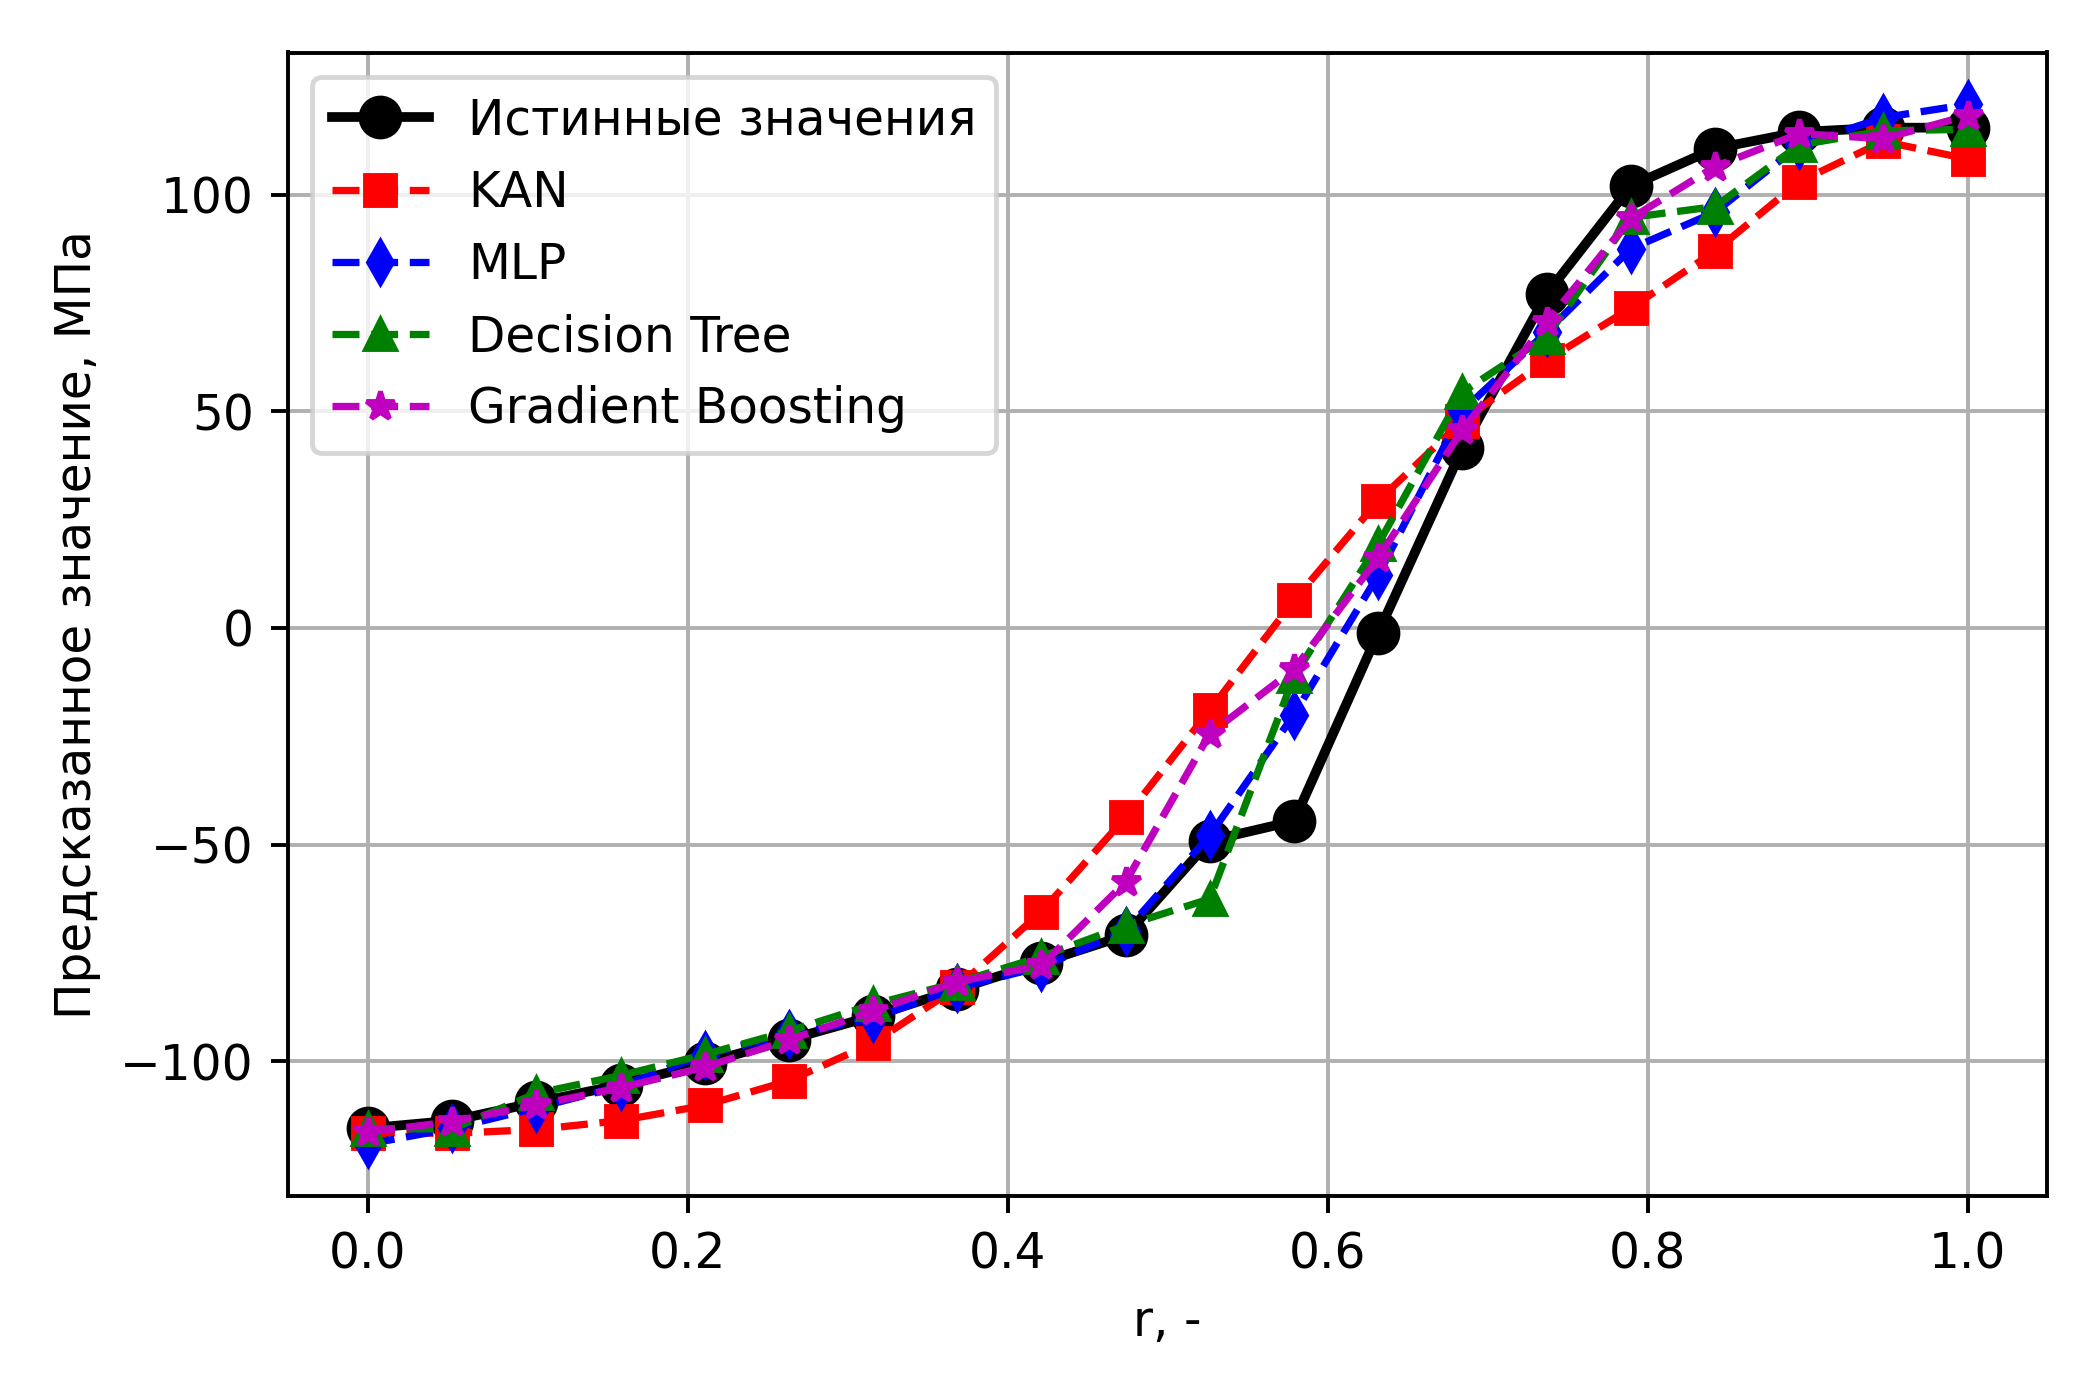 Истинные значения
KAN
MLP
Decision Tree
Gradient Boosting
Предсказанное значение, МПа
100
50
0
−50
−100
0.0 0.2 0.4 0.6 0.8 1.0
r, -